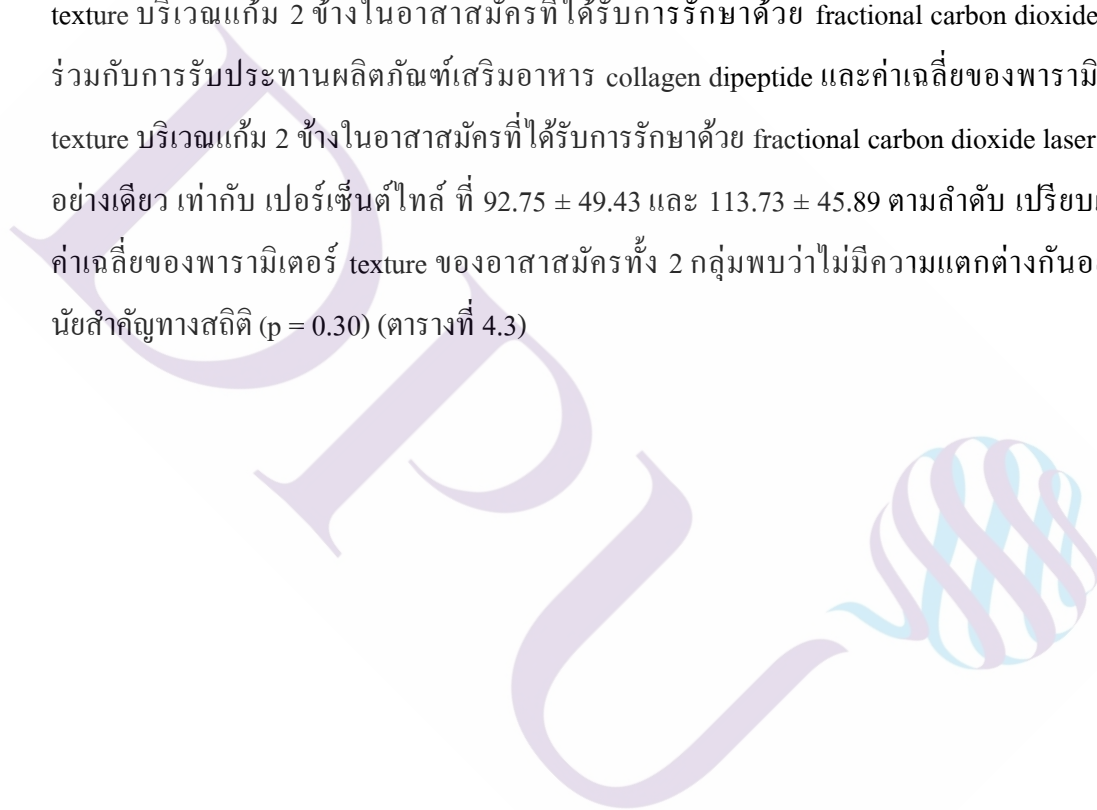 texture บริเวณแก้ม 2 ข้างในอาสาสมัครที่ได้รับการรักษาด้วย fractional carbon dioxide
ร่วมกับการรับประทานผลิตภัณฑ์เสริมอาหาร collagen dipeptide และค่าเฉลี่ยของพารามิ
texture บริเวณแก้ม 2 ข้างในอาสาสมัครที่ได้รับการรักษาด้วย fractional carbon dioxide laser
อย่างเดียว เท่ากับ เปอร์เซ็นต์ไทล์ ที่ 92.75 ± 49.43 และ 113.73 ± 45.89 ตามลำดับ เปรียบ
ค่าเฉลี่ยของพารามิเตอร์ texture ของอาสาสมัครทั้ง 2 กลุ่มพบว่าไม่มีความแตกต่างกัน
นัยสำคัญทางสถิติ (p = 0.30) (ตารางที่ 4.3)
DPU